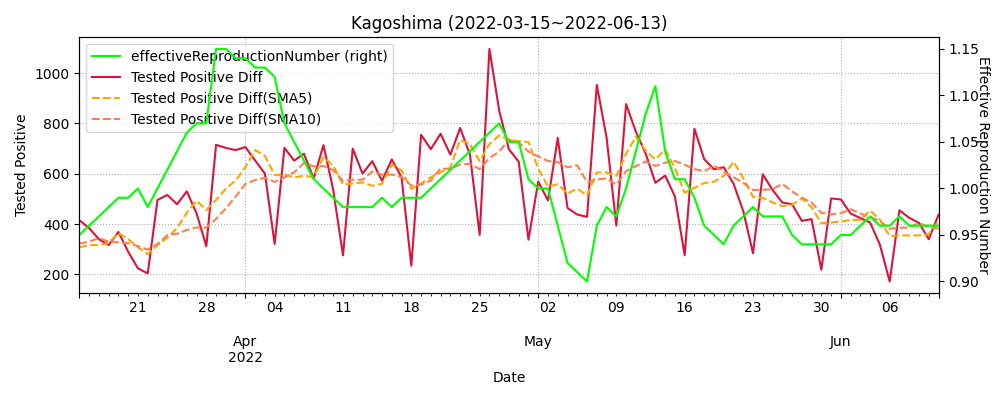 Kagoshima (2022-03-15~2022-06-13)
effectiveReproductionNumber (right)
Tested Positive Diff
Tested Positive Diff(SMA5)
Tested Positive Diff(SMA10)
Tested Positive
1000
800
600
400
200
Effective Reproduction Number
1.15
1.10
1.05
1.00
0.95
0.90
21 28 04 11 18 25 02 09 16 23 30 06
Apr May Jun
2022
Date